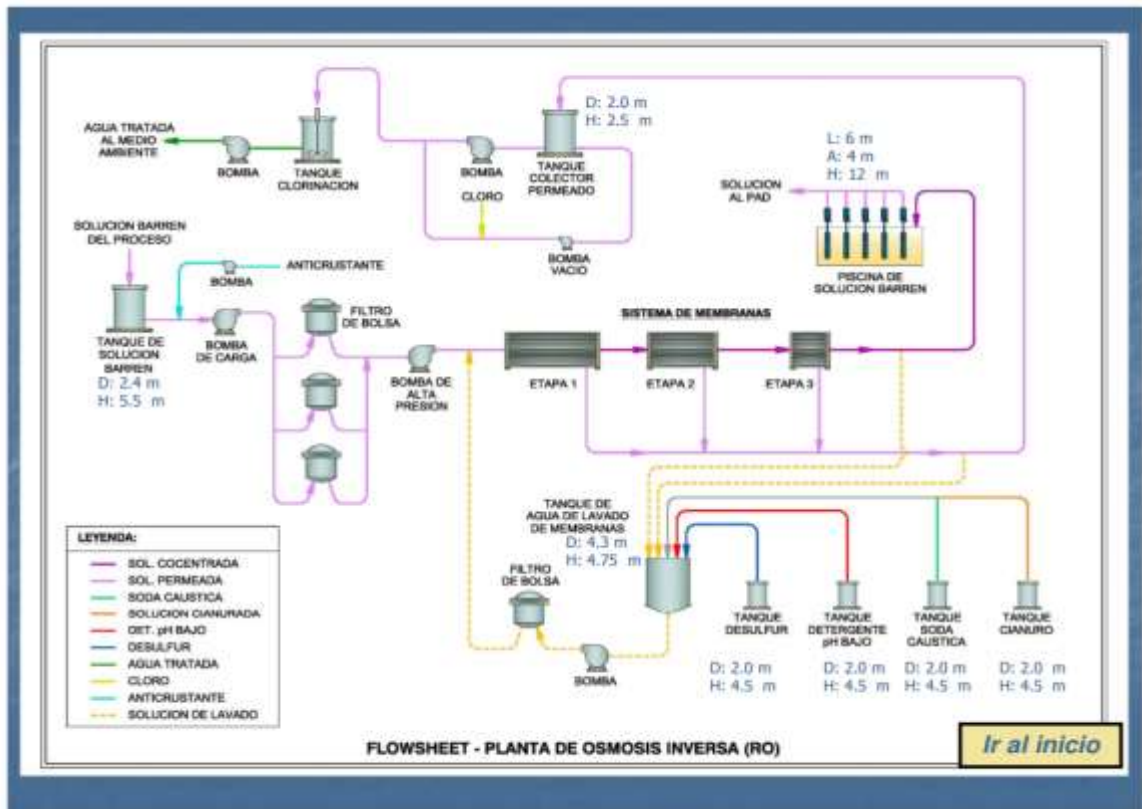 D: 2.0 m
H: 2.5 m
AGUA TRATADA
AL MEDIO
AMBIENTE
BOMBA
TANQUE
CLORINACION
BOMBA
TANQUE
COLECTOR
PERMEADO
L: 6 m
A: 4 m
H: 12 m
SOLUCION
AL PAD
CLORO
BOMBA
VACIO
PISCINA DE
SOLUCION BARREN
SOLUCION BARREN
DEL PROCESO
ANTICRUSTANTE
BOMBA
FILTRO
DE BOLSA
SISTEMA DE MEMBRANAS
TANQUE DE
SOLUCION
BARREN
D: 2.4 m
H: 5.5 m
BOMBA
DE CARGA
BOMBA DE
ALTA
PRESION
ETAPA 1
ETAPA 2
ETAPA 3
TANQUE DE
AGUA DE LAVADO
DE MEMBRANAS
D: 4.3 m
H: 4.75 m
FILTRO
DE BOLSA
BOMBA
TANQUE
DESULFUR
D: 2.0 m
H: 4.5 m
TANQUE
DETERGENTE
pH BAJO
D: 2.0 m
H: 4.5 m
TANQUE
SODA
CAUSTICA
D: 2.0 m
H: 4.5 m
TANQUE
CIANURO
D: 2.0 m
H: 4.5 m
LEYENDA:
SOL. COCENTRADA
SOL. PERMEADA
SODA CAUSTICA
SOLUCION CIANURADA
DET. pH BAJO
DESULFUR
AGUA TRATADA
CLORO
ANTICRUSTANTE
SOLUCION DE LAVADO
FLOWSHEET - PLANTA DE OSMOSIS INVERSA (RO)
Ir al inicio